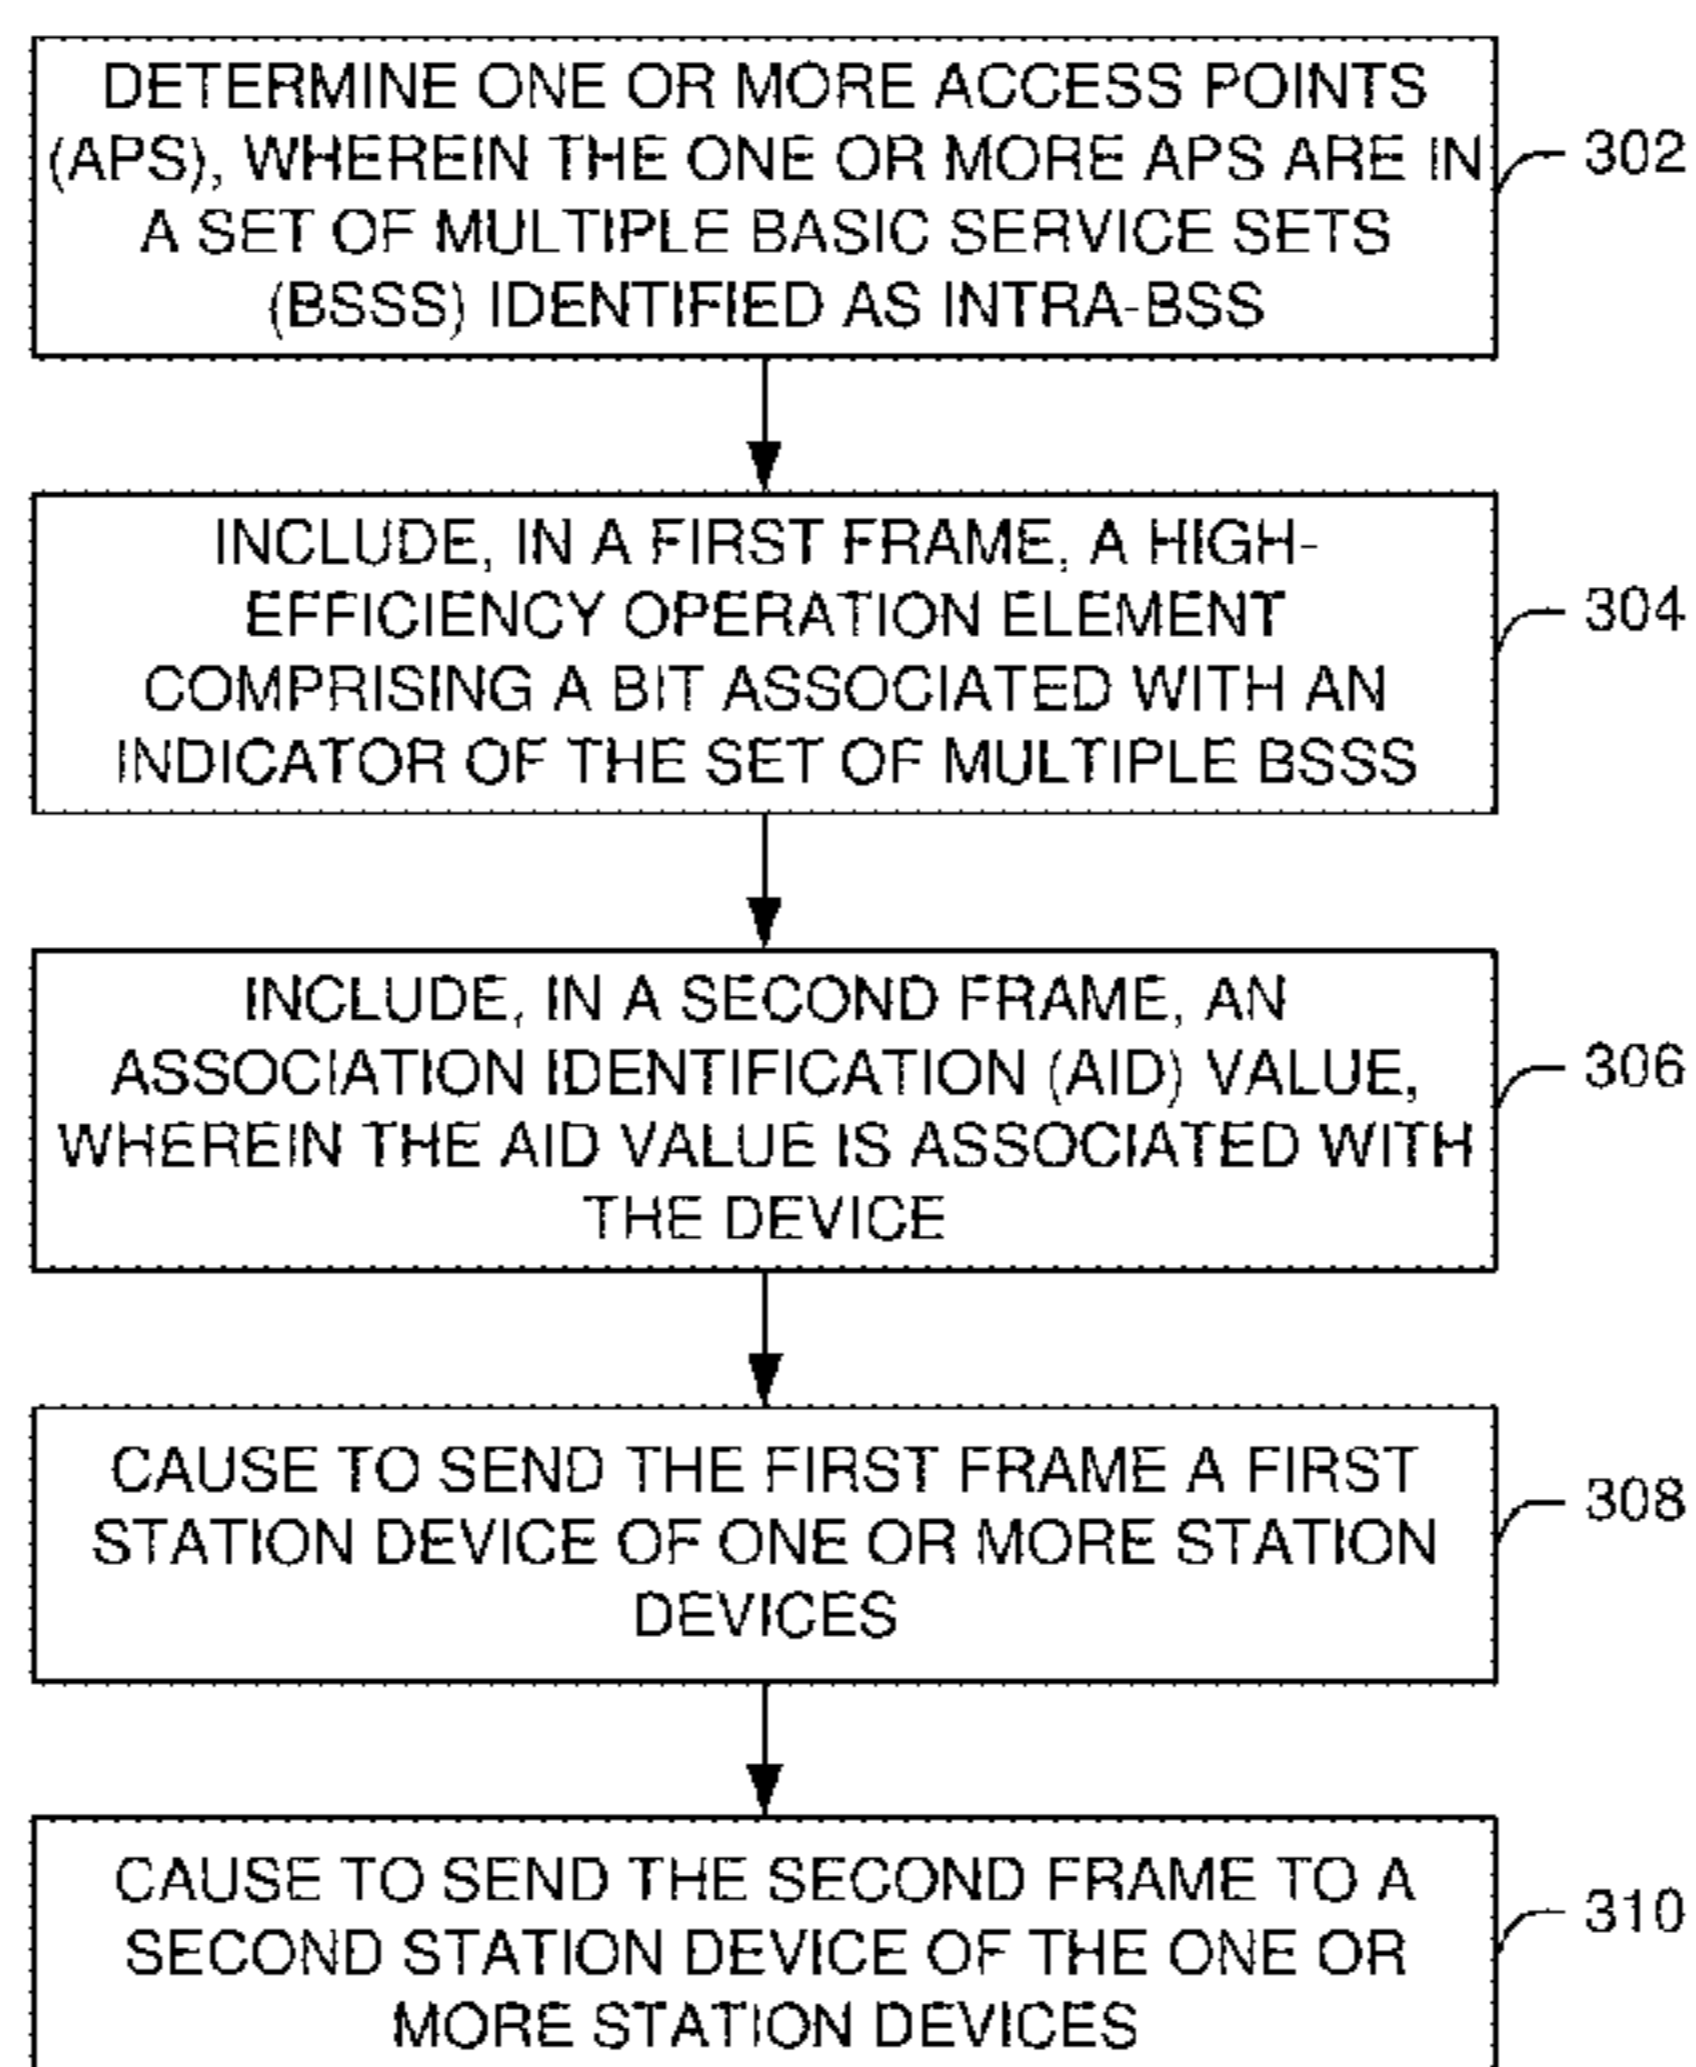 DETERMINE ONE OR MORE ACCESS POINTS
(APS), WHEREIN THE ONE OR MORE APS ARE IN
A SET OF MULTIPLE BASIC SERVICE SETS
(BSSS) IDENTIFIED AS INTRA-BSS
302
INCLUDE, IN A FIRST FRAME, A HIGH-
EFFICIENCY OPERATION ELEMENT
COMPRISING A BIT ASSOCIATED WITH AN
INDICATOR OF THE SET OF MULTIPLE BSSS
304
INCLUDE, IN A SECOND FRAME, AN
ASSOCIATION IDENTIFICATION (AID) VALUE,
WHEREIN THE AID VALUE IS ASSOCIATED WITH
THE DEVICE
306
CAUSE TO SEND THE FIRST FRAME A FIRST
STATION DEVICE OF ONE OR MORE STATION
DEVICES
308
CAUSE TO SEND THE SECOND FRAME TO A
SECOND STATION DEVICE OF THE ONE OR
MORE STATION DEVICES
310